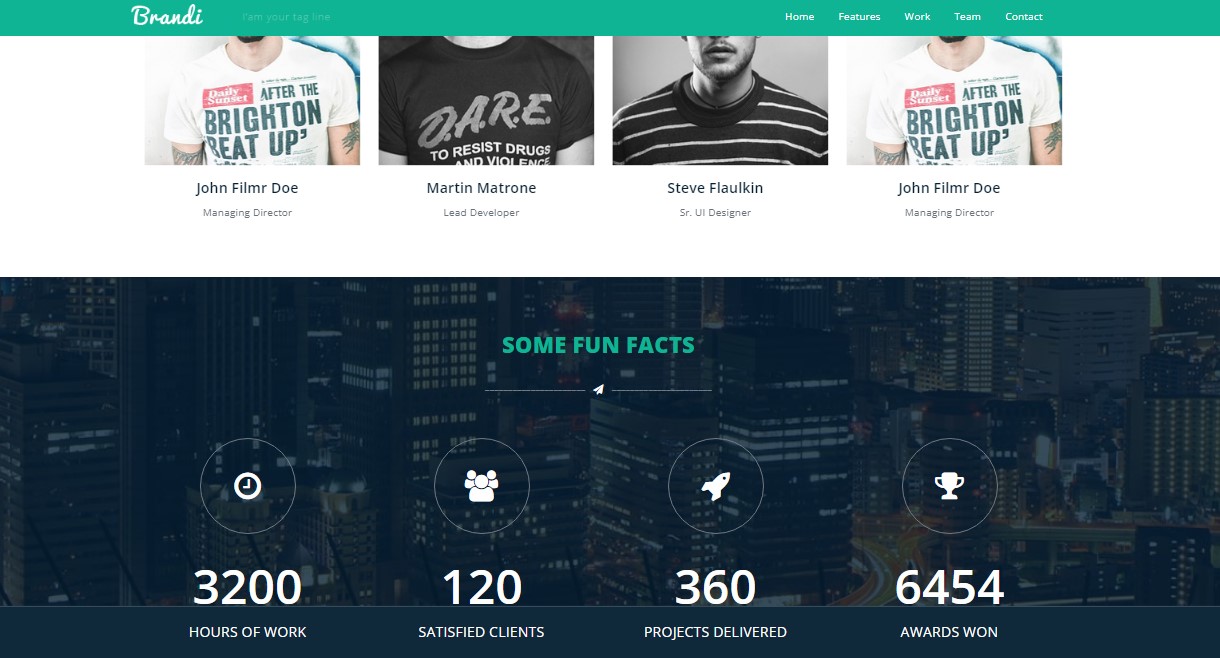 Brandi
I'am your tag line
Home Features Work Team Contact
Daily
Sunset
AFTER THE
BRIGHTON
BEAT UP'
D.A.R.E.
TO RESIST DRUGS
AND VIOLENCE
Daily
Sunset
AFTER THE
BRIGHTON
BEAT UP'
John Filmr Doe
Martin Matrone
Steve Flaulkin
John Filmr Doe
Managing Director
Lead Developer
Sr. UI Designer
Managing Director
SOME FUN FACTS
3200
120
360
6454
HOURS OF WORK
SATISFIED CLIENTS
PROJECTS DELIVERED
AWARDS WON